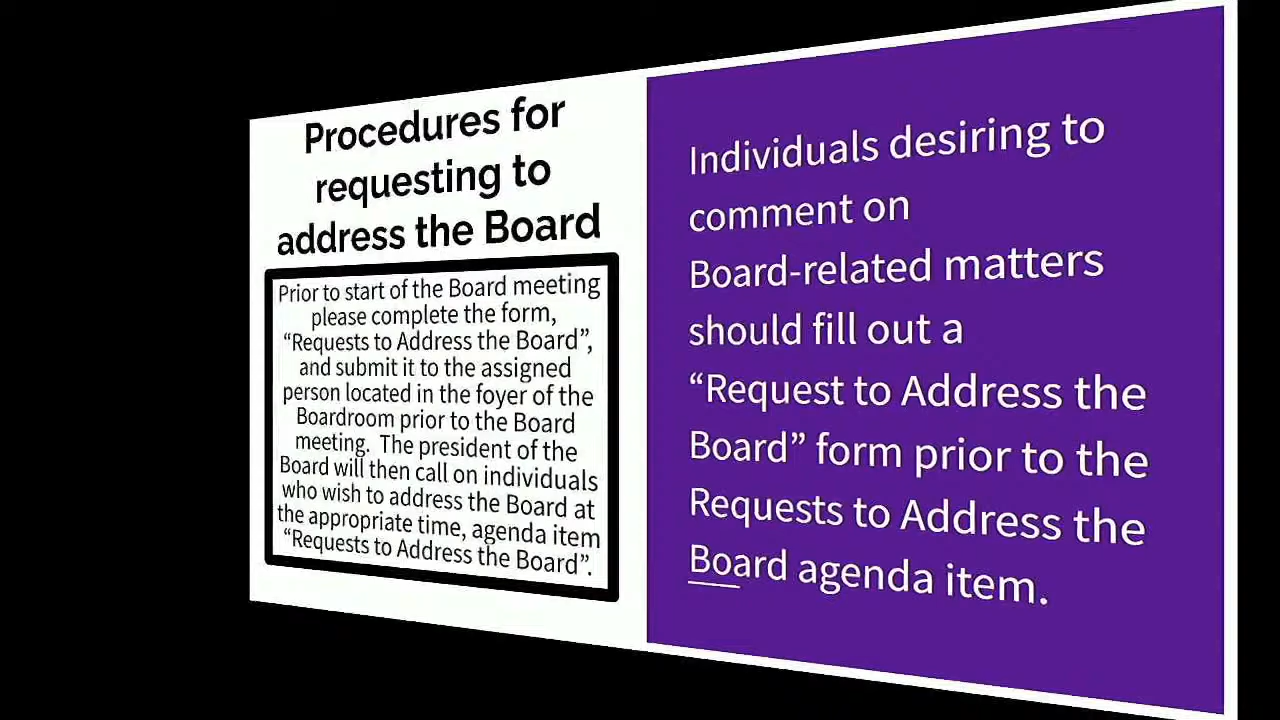 Procedures for
requesting to
address the Board
Prior to start of the Board meeting
please complete the form,
“Requests to Address the Board”,
and submit it to the assigned
person located in the foyer of the
Boardroom prior to the Board
meeting. The president of the
Board will then call on individuals
who wish to address the Board at
the appropriate time, agenda item
“Requests to Address the Board”.
Individuals desiring to
comment on
Board-related matters
should fill out a
“Request to Address the
Board” form prior to the
Requests to Address the
Board agenda item.